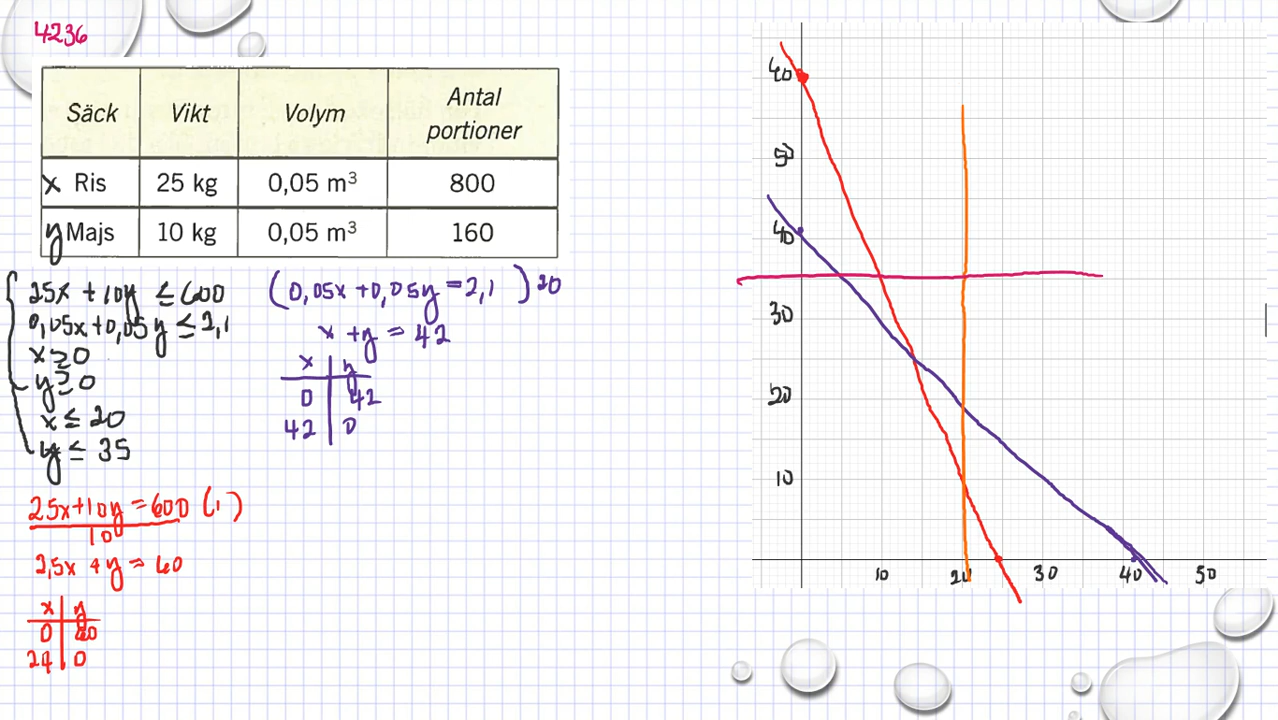 4236
Säck Vikt Volym Antal portioner
x Ris 25 kg 0,05 m³ 800
y Majs 10 kg 0,05 m³ 160
25x + 10y ≤ 600
0,05x + 0,05y ≤ 2,1
x ≥ 0
y ≥ 0
x ≤ 20
y ≤ 35
25x + 10y = 600 (1)
10
2,5x + y = 60
x y
0 60
24 0
(0,05x + 0,05y = 2,1) 20
x + y = 42
x y
0 42
42 0
60
50
40
30
20
10
10 20 30 40 50